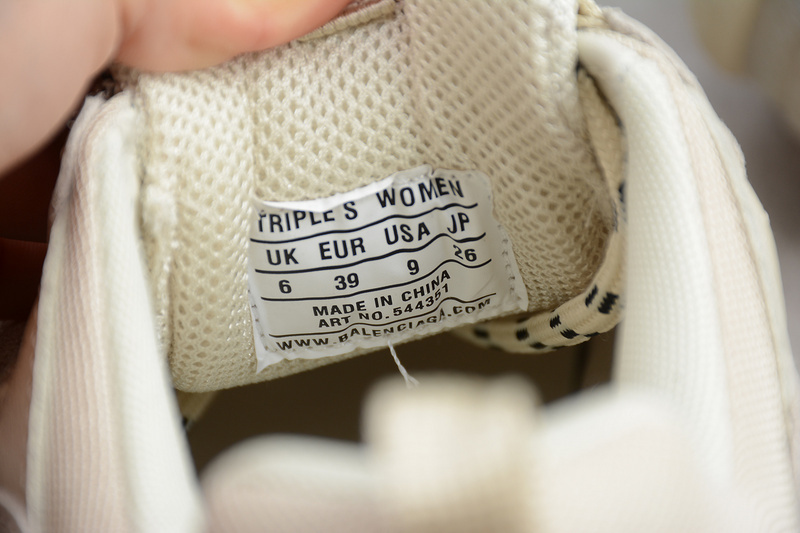 TRIPLE S WOMEN
UK EUR USA JP
6 39 9 26
MADE IN CHINA
ART NO. 544351
WWW.BALENCIAGA.COM